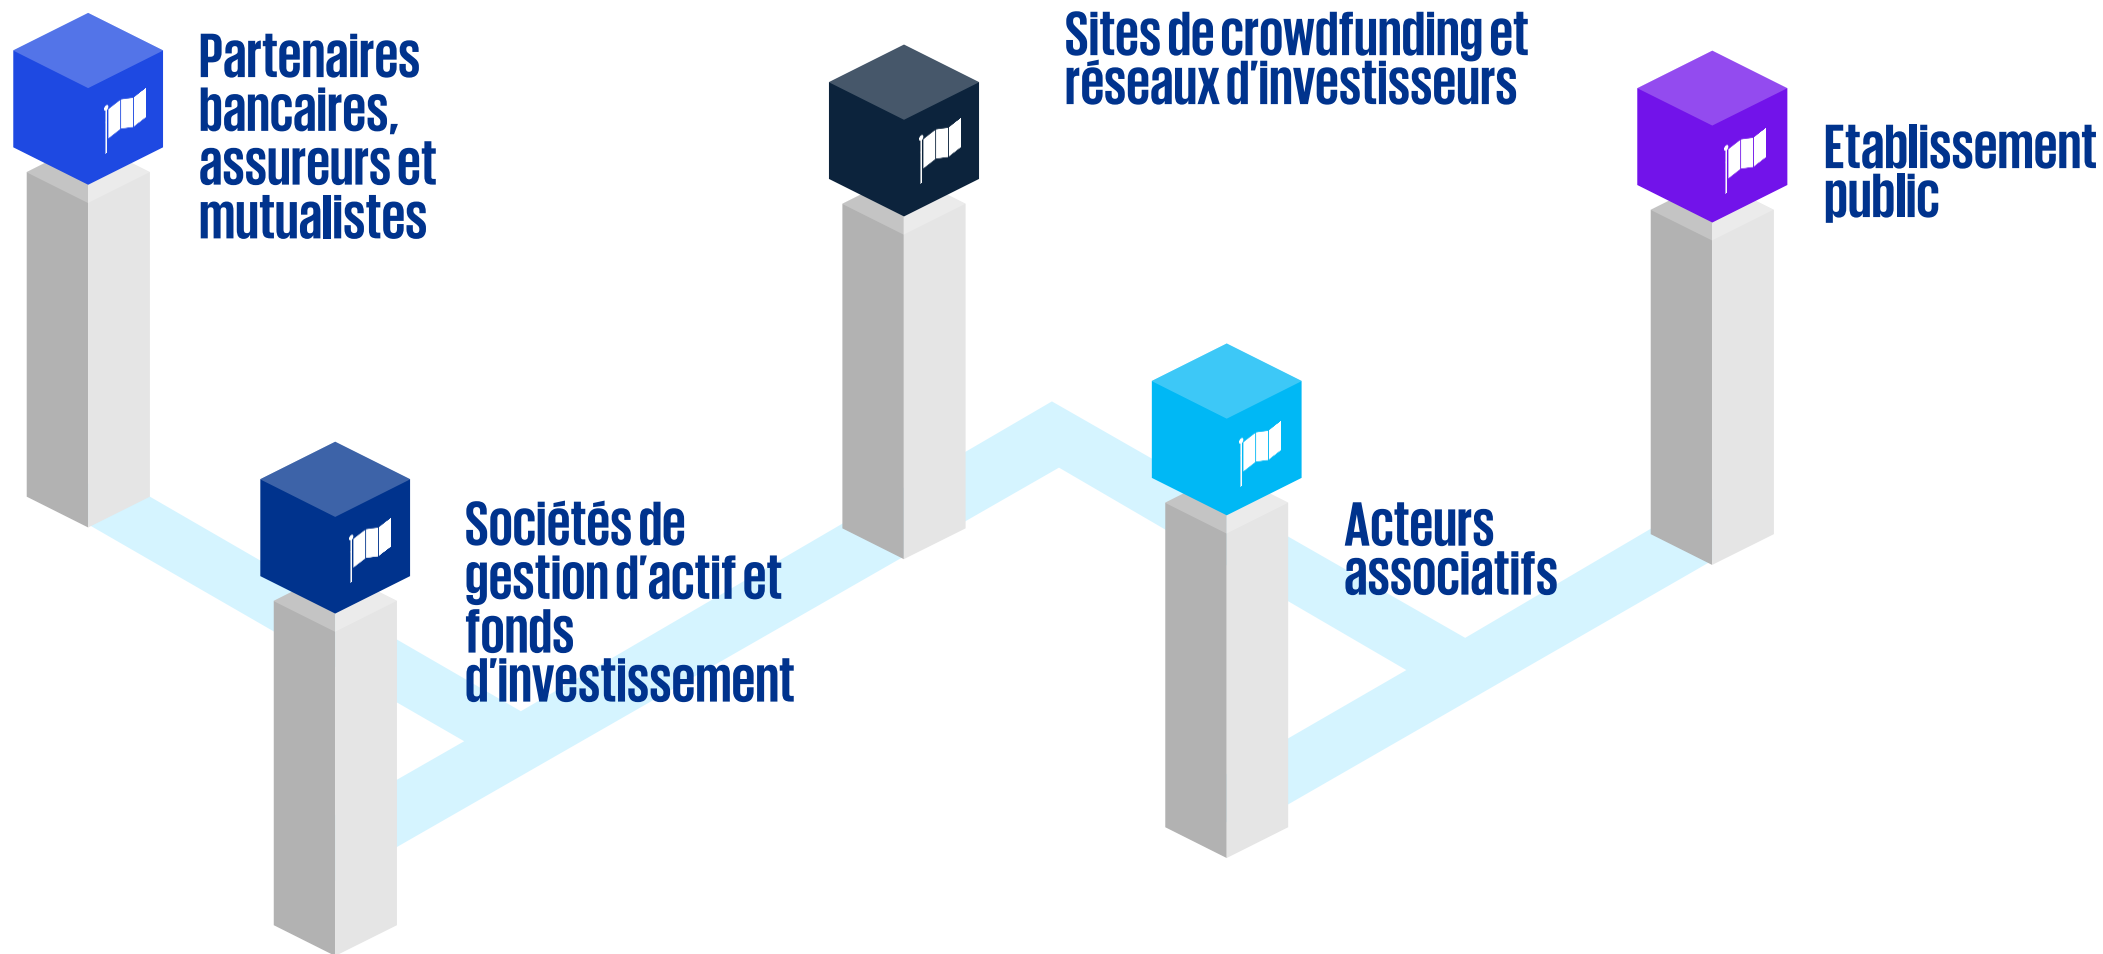 Partenaires
bancaires,
assureurs et
mutualistes
Sociétés de
gestion d'actif et
fonds
d'investissement
Sites de crowdfunding et
réseaux d'investisseurs
Acteurs
associatifs
Etablissement
public